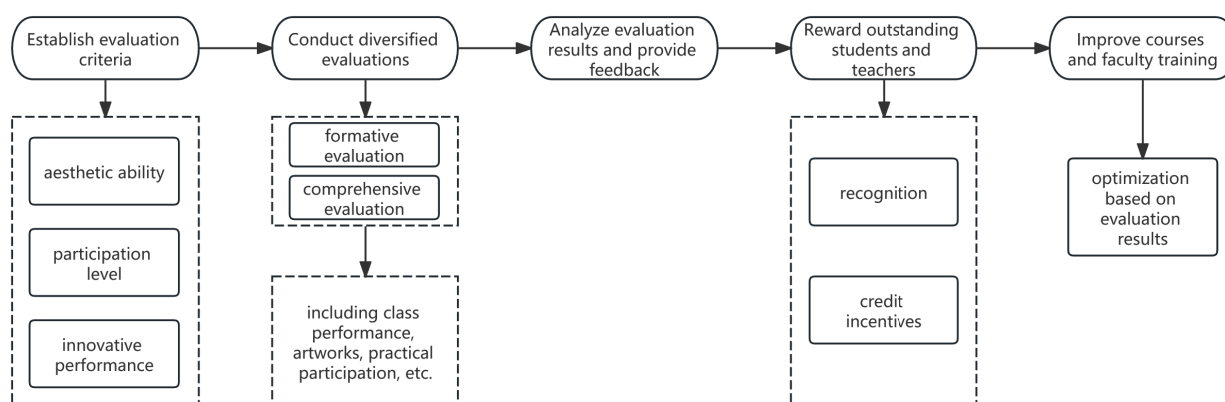 Establish evaluation
criteria
Conduct diversified
evaluations
Analyze evaluation
results and provide
feedback
Reward outstanding
students and
teachers
Improve courses
and faculty training
aesthetic ability
participation
level
innovative
performance
formative
evaluation
comprehensive
evaluation
including class
performance,
artworks, practical
participation, etc.
recognition
credit
incentives
optimization
based on
evaluation
results